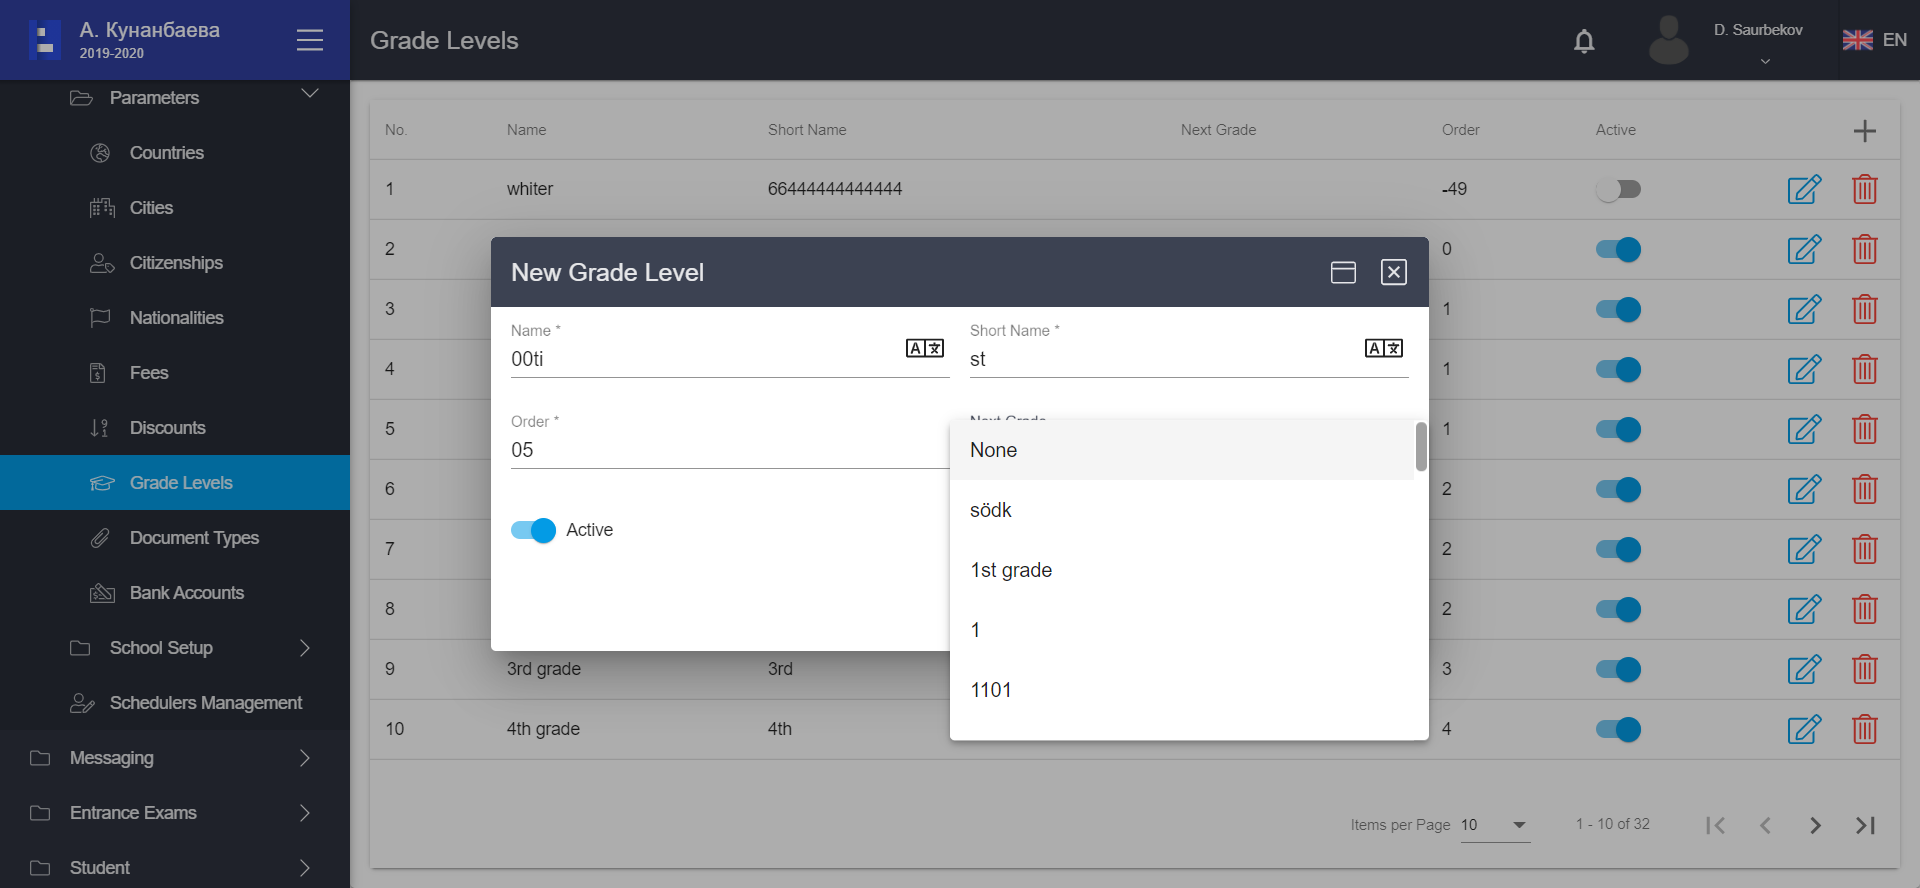 А. Кунанбаева
2019-2020
Grade Levels
D. Saurbekov
EN
Parameters
Countries
Cities
Citizenships
Nationalities
Fees
Discounts
Grade Levels
Document Types
Bank Accounts
School Setup
Schedulers Management
Messaging
Entrance Exams
Student
No. Name Short Name Next Grade Order Active
1 whiter 66444444444444 -49
2 0
3 1
4 1
5 1
6 2
7 2
8 2
9 3rd grade 3rd 3
10 4th grade 4th 4
New Grade Level
Name * Short Name *
00ti st
Order * Next Grade
05
Active
None
södk
1st grade
1
1101
Items per Page 10 1 - 10 of 32